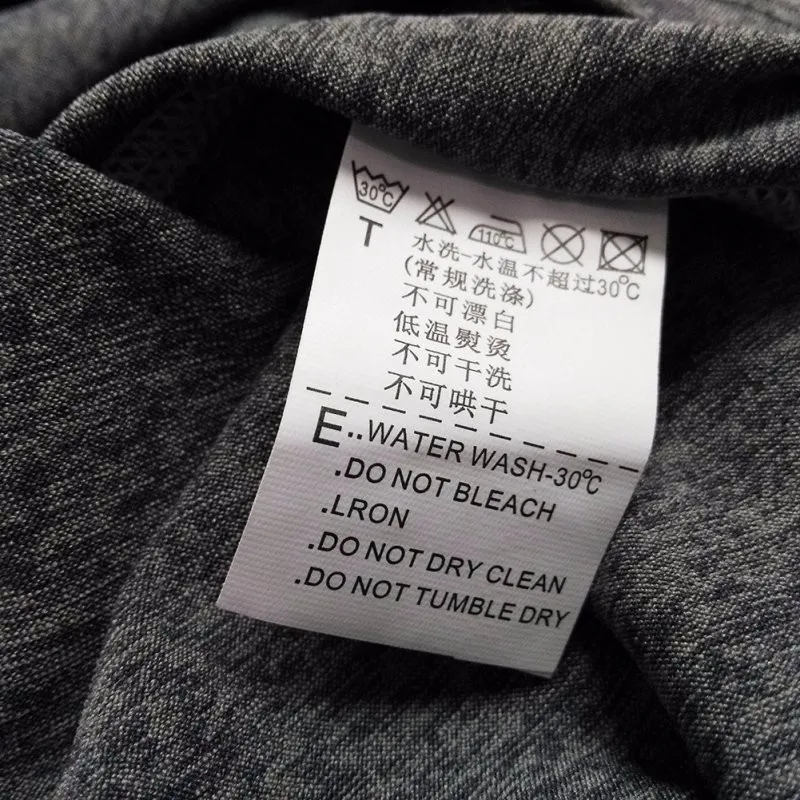 30℃ 110℃
T 水洗-水温不超过30℃
(常规洗涤)
不可漂白
低温熨烫
不可干洗
不可哄干
E..WATER WASH-30℃
.DO NOT BLEACH
.LRON
.DO NOT DRY CLEAN
.DO NOT TUMBLE DRY